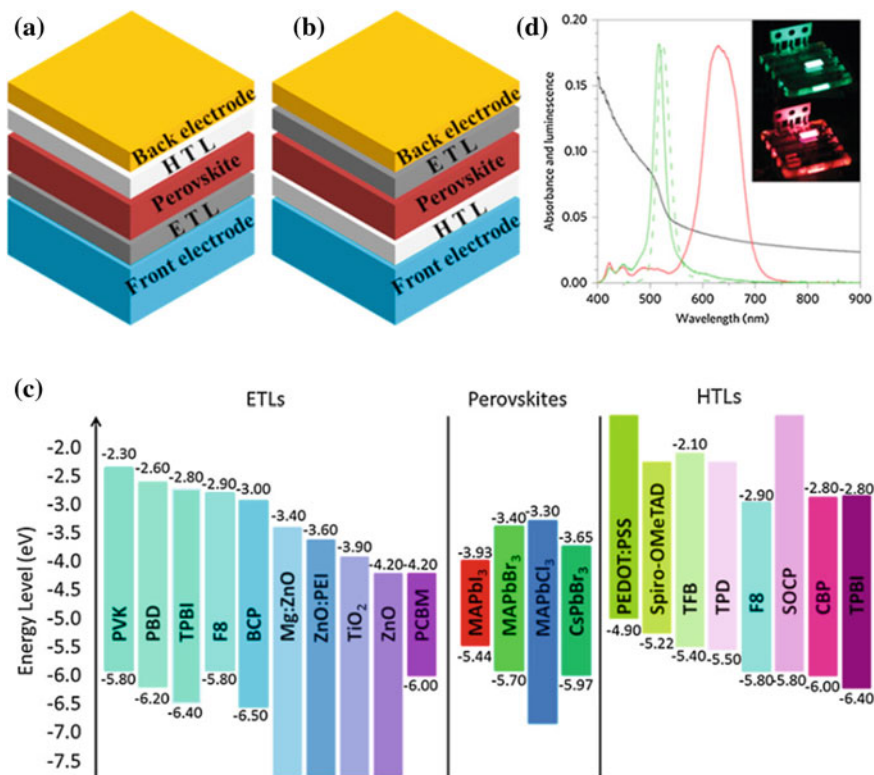 (a)
Back electrode
H T L
Perovskite
E T L
Front electrode
(b)
Back electrode
E T L
Perovskite
H T L
Front electrode
(d)
0.20
0.15
0.10
0.05
0.00
Absorbance and luminescence
400 500 600 700 800 900
Wavelength (nm)
(c)
ETLs Perovskites HTLs
Energy Level (eV)
-2.0
-2.5
-3.0
-3.5
-4.0
-4.5
-5.0
-5.5
-6.0
-6.5
-7.0
-7.5
-2.30
PVK
-5.80
-2.60
PBD
-6.20
-2.80
TPBI
-6.40
-2.90
F8
-5.80
-3.00
BCP
-6.50
-3.40
Mg:ZnO
-3.60
ZnO:PEI
-3.90
TiO₂
-4.20
ZnO
-4.20
PCBM
-6.00
-3.93
MAPbI₃
-5.44
-3.40
MAPbBr₃
-5.70
-3.30
MAPbCl₃
-3.65
CsPbBr₃
-5.97
PEDOT:PSS
-4.90
Spiro-OMeTAD
-5.22
-2.10
TFB
-5.40
TPD
-5.50
-2.90
F8
-5.80
SOCP
-5.80
-2.80
CBP
-6.00
-2.80
TPBI
-6.40